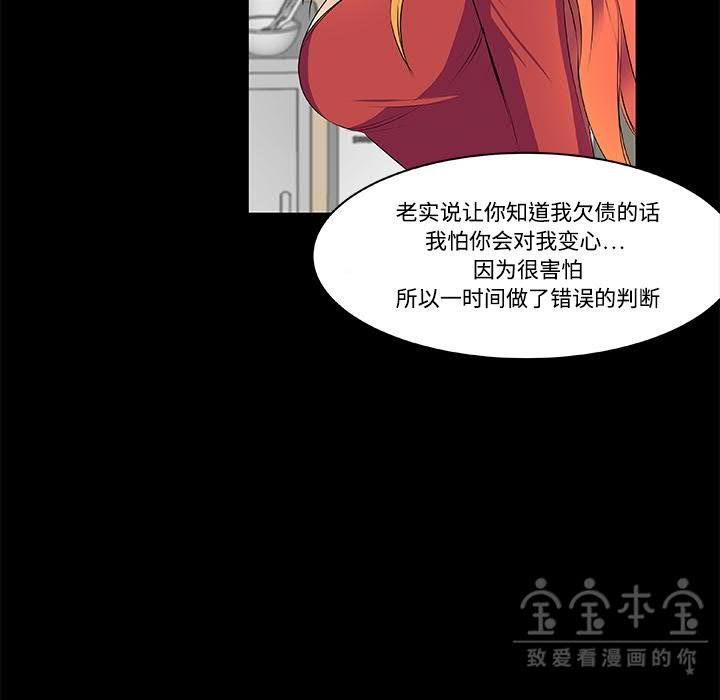 老实说让你知道我欠债的话
我怕你会对我变心...
因为很害怕
所以一时间做了错误的判断
宝宝本宝
致爱看漫画的你